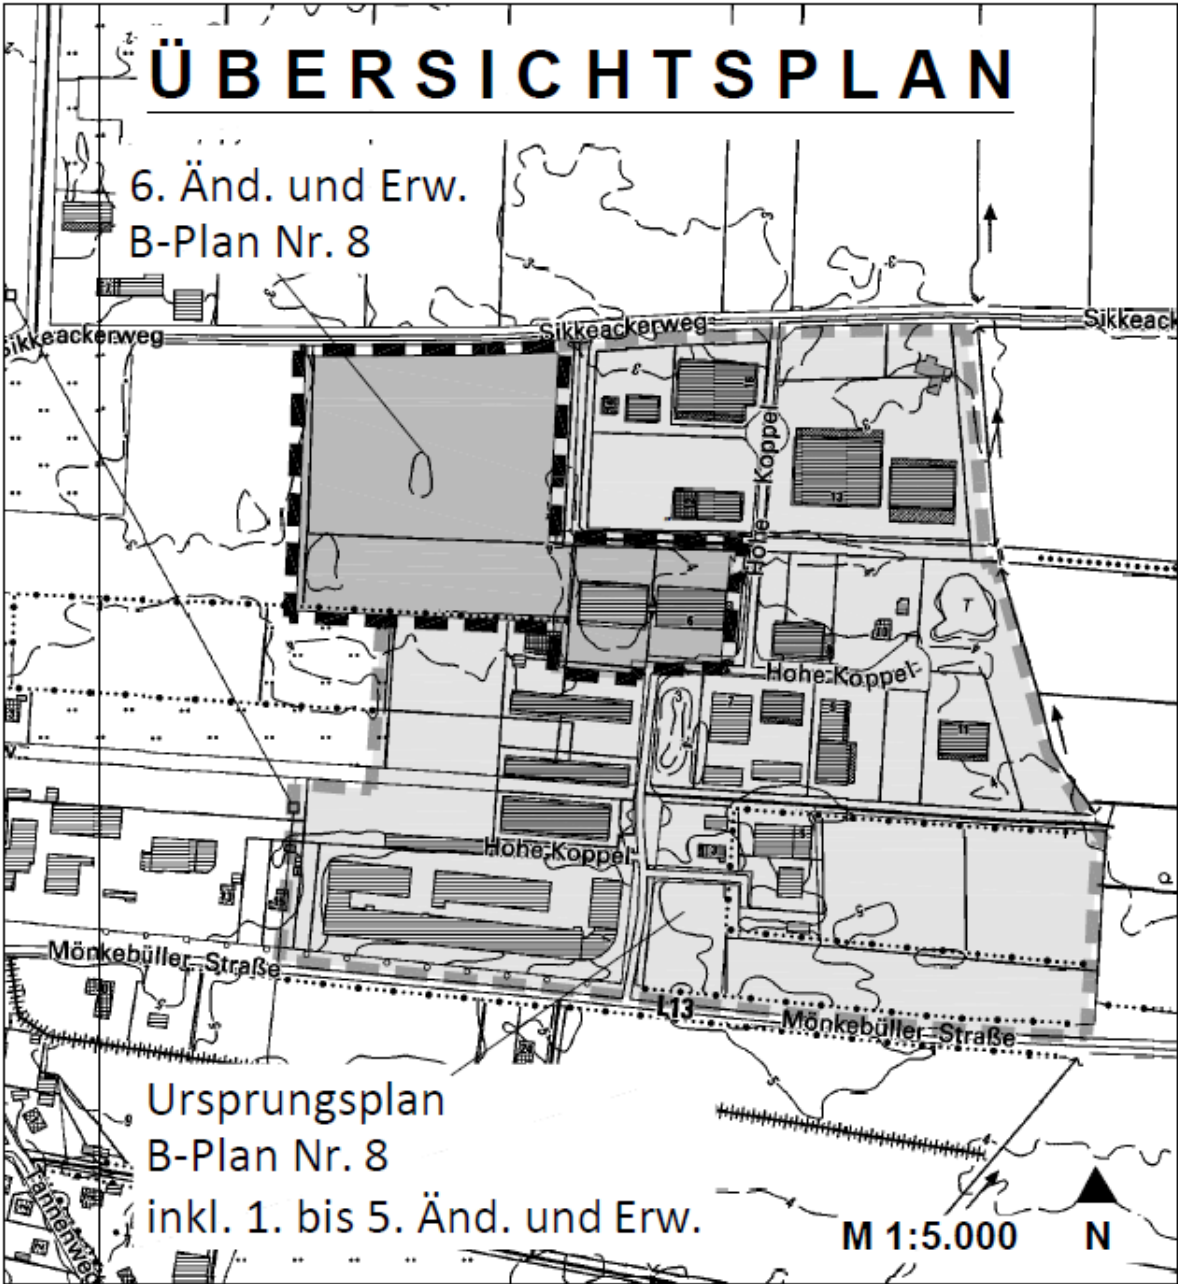 ÜBERSICHTSPLAN
6. Änd. und Erw.
B-Plan Nr. 8
Sikkeackerweg
Sikkeackerweg
Sikkeack
Hohe Koppel
Hohe Koppel
Hohe Koppel
Mönkebüller Straße
L13
Mönkebüller Straße
Ursprungsplan
B-Plan Nr. 8
inkl. 1. bis 5. Änd. und Erw.
Tannenweg
M 1:5.000
N